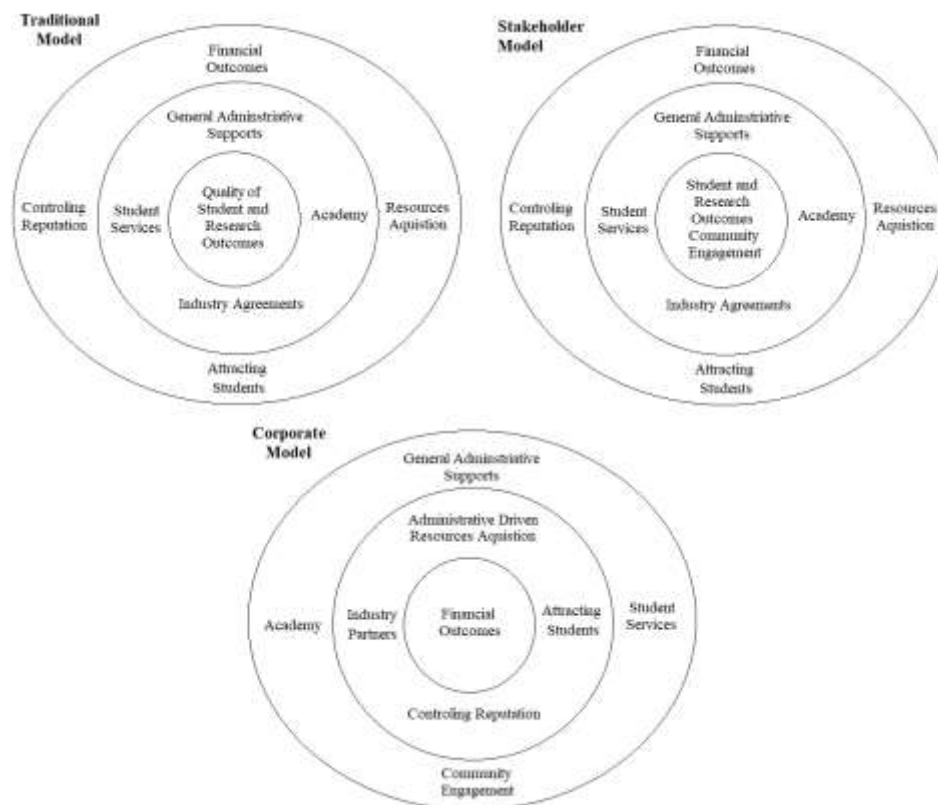 Traditional
Model
Financial
Outcomes
General Adminstriative
Supports
Quality of
Student and
Research
Outcomes
Controling
Reputation
Student
Services
Academy
Resources
Aquistion
Industry Agreements
Attracting
Students
Stakeholder
Model
Financial
Outcomes
General Adminstriative
Supports
Student and
Research
Outcomes
Community
Engagement
Controling
Reputation
Student
Services
Academy
Resources
Aquistion
Industry Agreements
Attracting
Students
Corporate
Model
General Adminstriative
Supports
Administrative Driven
Resources Aquistion
Academy
Industry
Partners
Financial
Outcomes
Attracting
Students
Student
Services
Controling Reputation
Community
Engagement